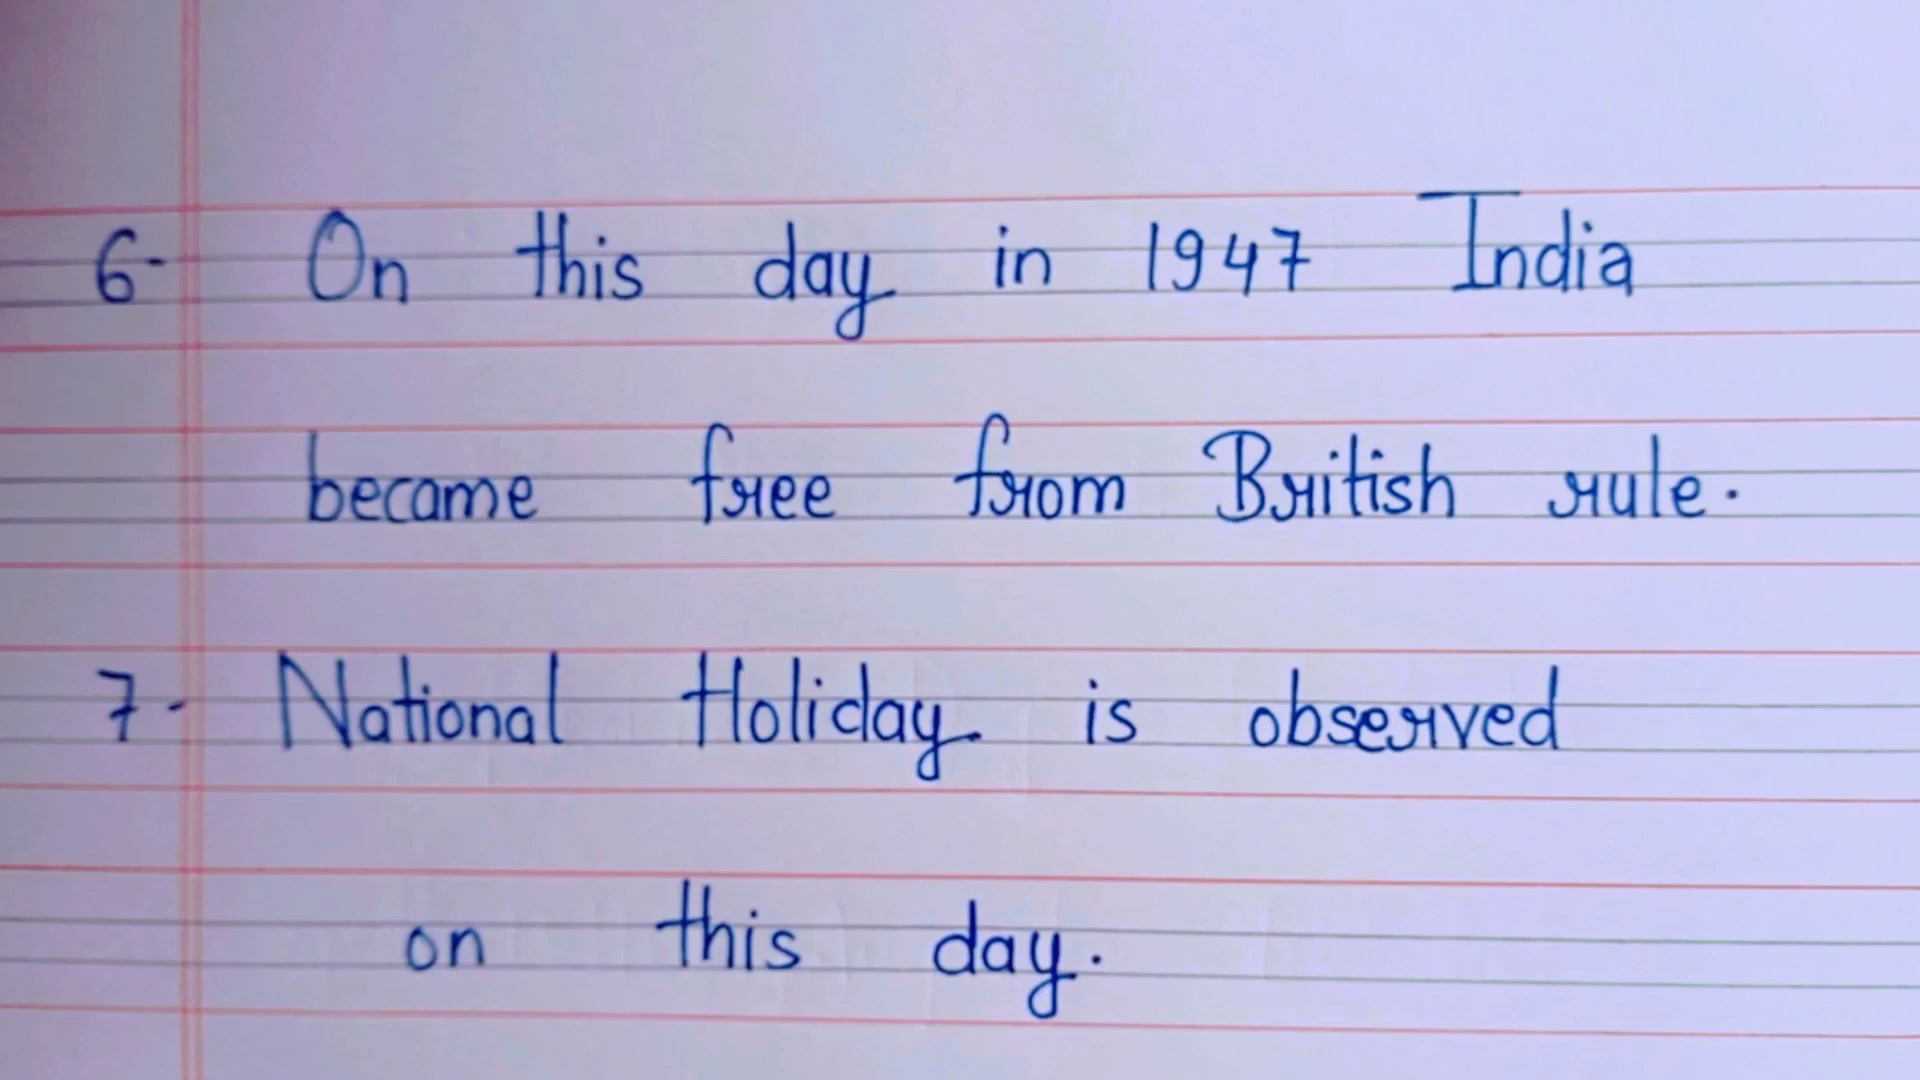 6- On this day in 1947 India
became free from British rule.
7- National Holiday is observed
on this day.